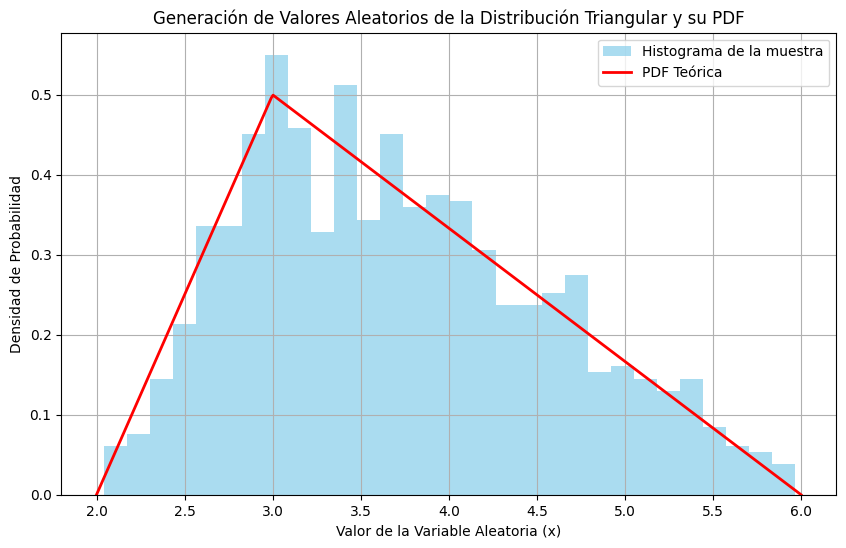 Generación de Valores Aleatorios de la Distribución Triangular y su PDF
Histograma de la muestra
PDF Teórica
Densidad de Probabilidad
0.5
0.4
0.3
0.2
0.1
0.0
2.0 2.5 3.0 3.5 4.0 4.5 5.0 5.5 6.0
Valor de la Variable Aleatoria (x)